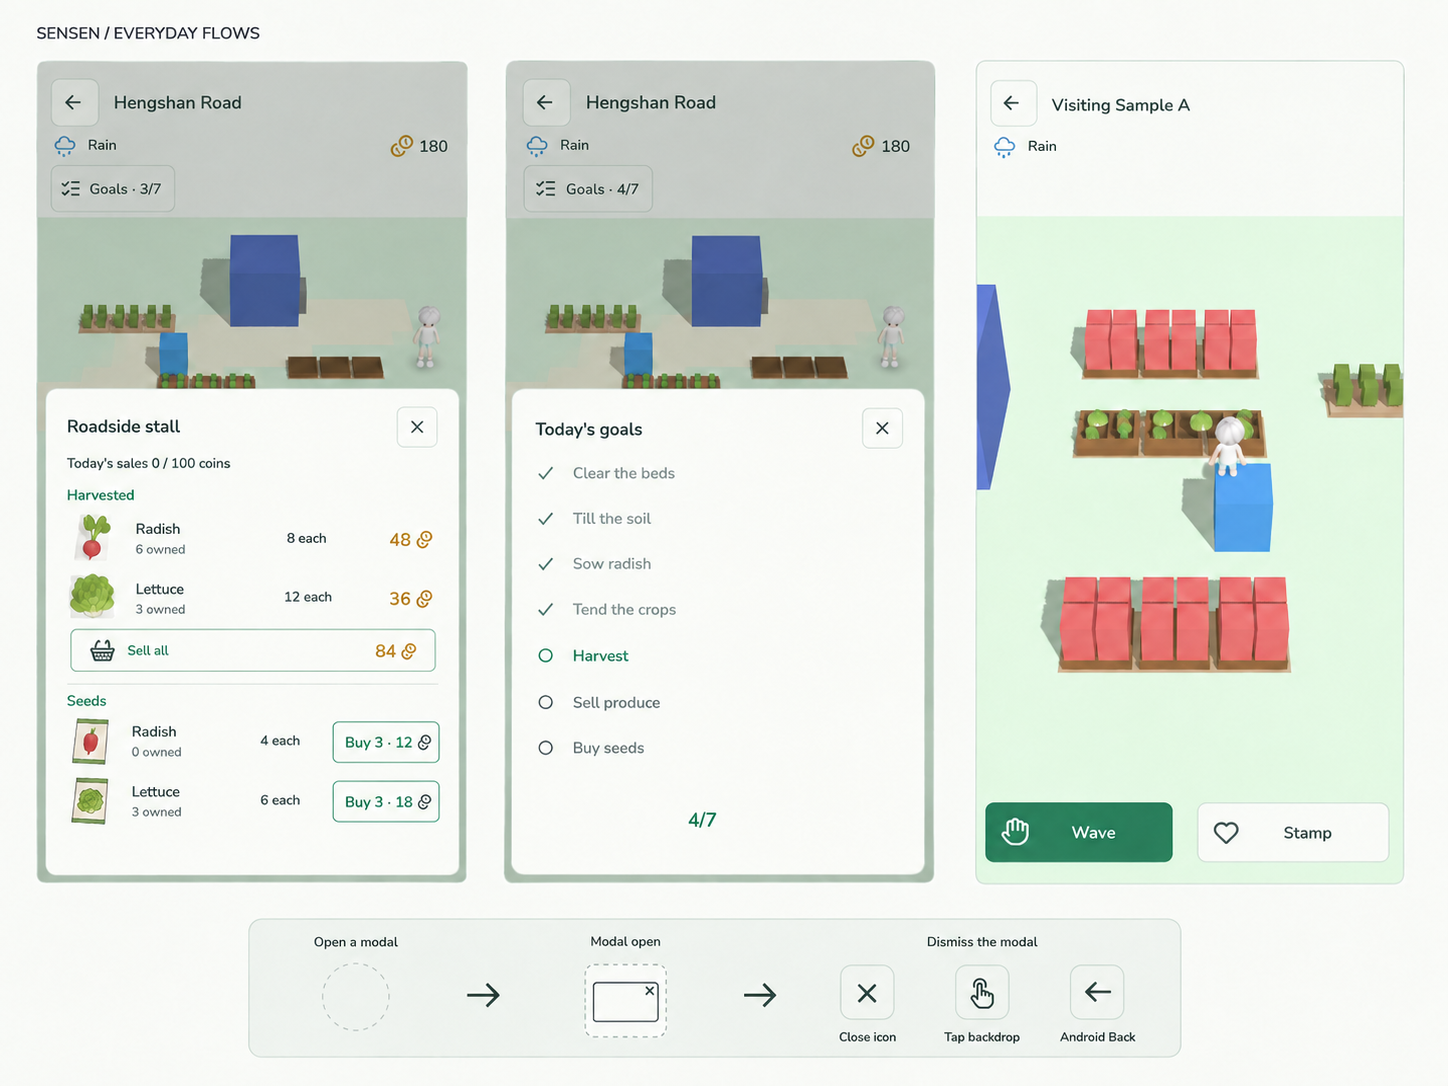 SENSEN / EVERYDAY FLOWS
Hengshan Road
Rain
180
Goals · 3/7
Roadside stall
Today's sales 0 / 100 coins
Harvested
Radish
6 owned
8 each
48
Lettuce
3 owned
12 each
36
Sell all
84
Seeds
Radish
0 owned
4 each
Buy 3 · 12
Lettuce
3 owned
6 each
Buy 3 · 18
Hengshan Road
Rain
180
Goals · 4/7
Today's goals
Clear the beds
Till the soil
Sow radish
Tend the crops
Harvest
Sell produce
Buy seeds
4/7
Visiting Sample A
Rain
Wave
Stamp
Open a modal
Modal open
Dismiss the modal
Close icon
Tap backdrop
Android Back